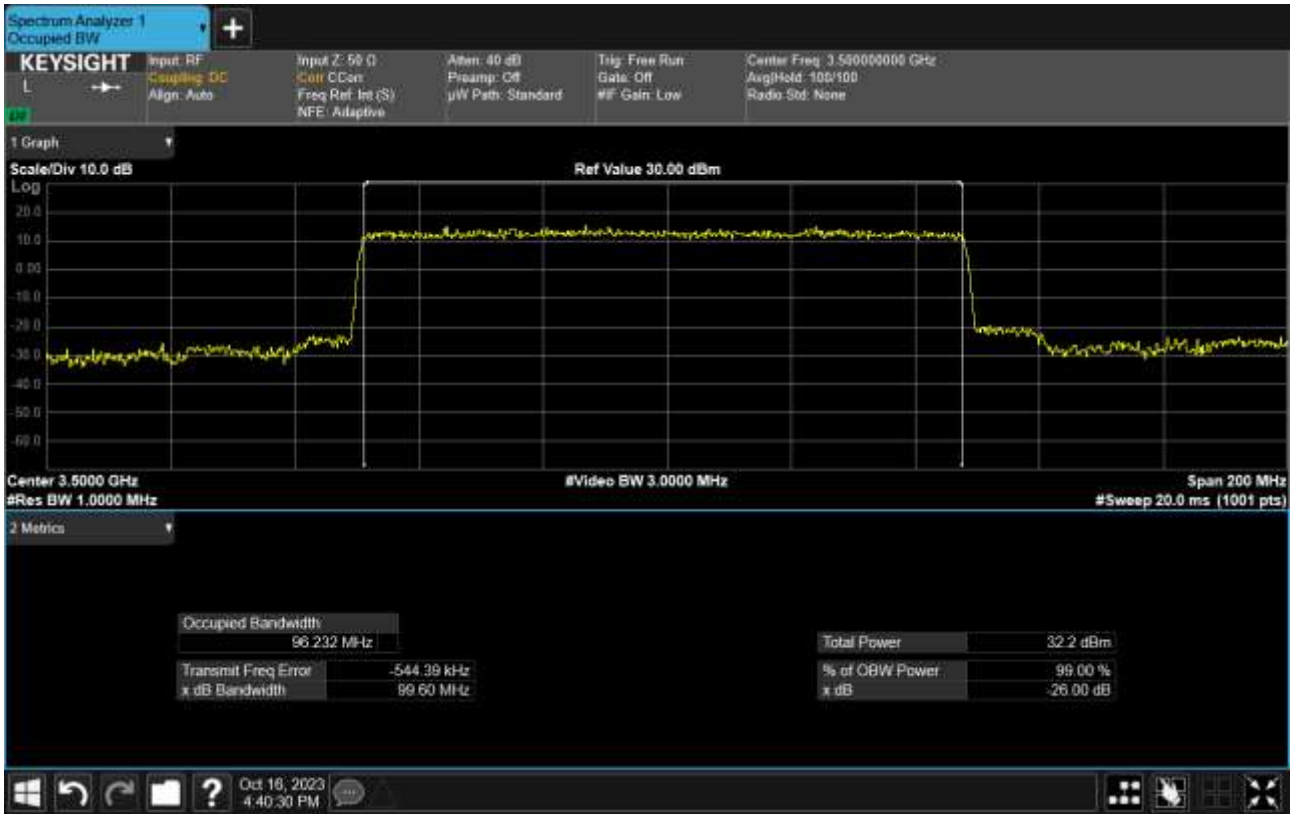 Spectrum Analyzer 1
Occupied BW
KEYSIGHT
L
Input: RF
Coupling: DC
Align: Auto
Input Z: 50 Ω
Corr CCorr
Freq Ref: Int (S)
NFE: Adaptive
Atten: 40 dB
Preamp: Off
µW Path: Standard
Trig: Free Run
Gate: Off
#IF Gain: Low
Center Freq: 3.500000000 GHz
Avg|Hold: 100/100
Radio Std: None
1 Graph
Scale/Div 10.0 dB
Ref Value 30.00 dBm
Log
20.0
10.0
0.00
-10.0
-20.0
-30.0
-40.0
-50.0
-60.0
Center 3.5000 GHz
#Video BW 3.0000 MHz
Span 200 MHz
#Res BW 1.0000 MHz
#Sweep 20.0 ms (1001 pts)
2 Metrics
Occupied Bandwidth
96.232 MHz
Total Power 32.2 dBm
Transmit Freq Error -544.39 kHz
% of OBW Power 99.00 %
x dB Bandwidth 99.60 MHz
x dB -26.00 dB
?
Oct 16, 2023
4:40:30 PM